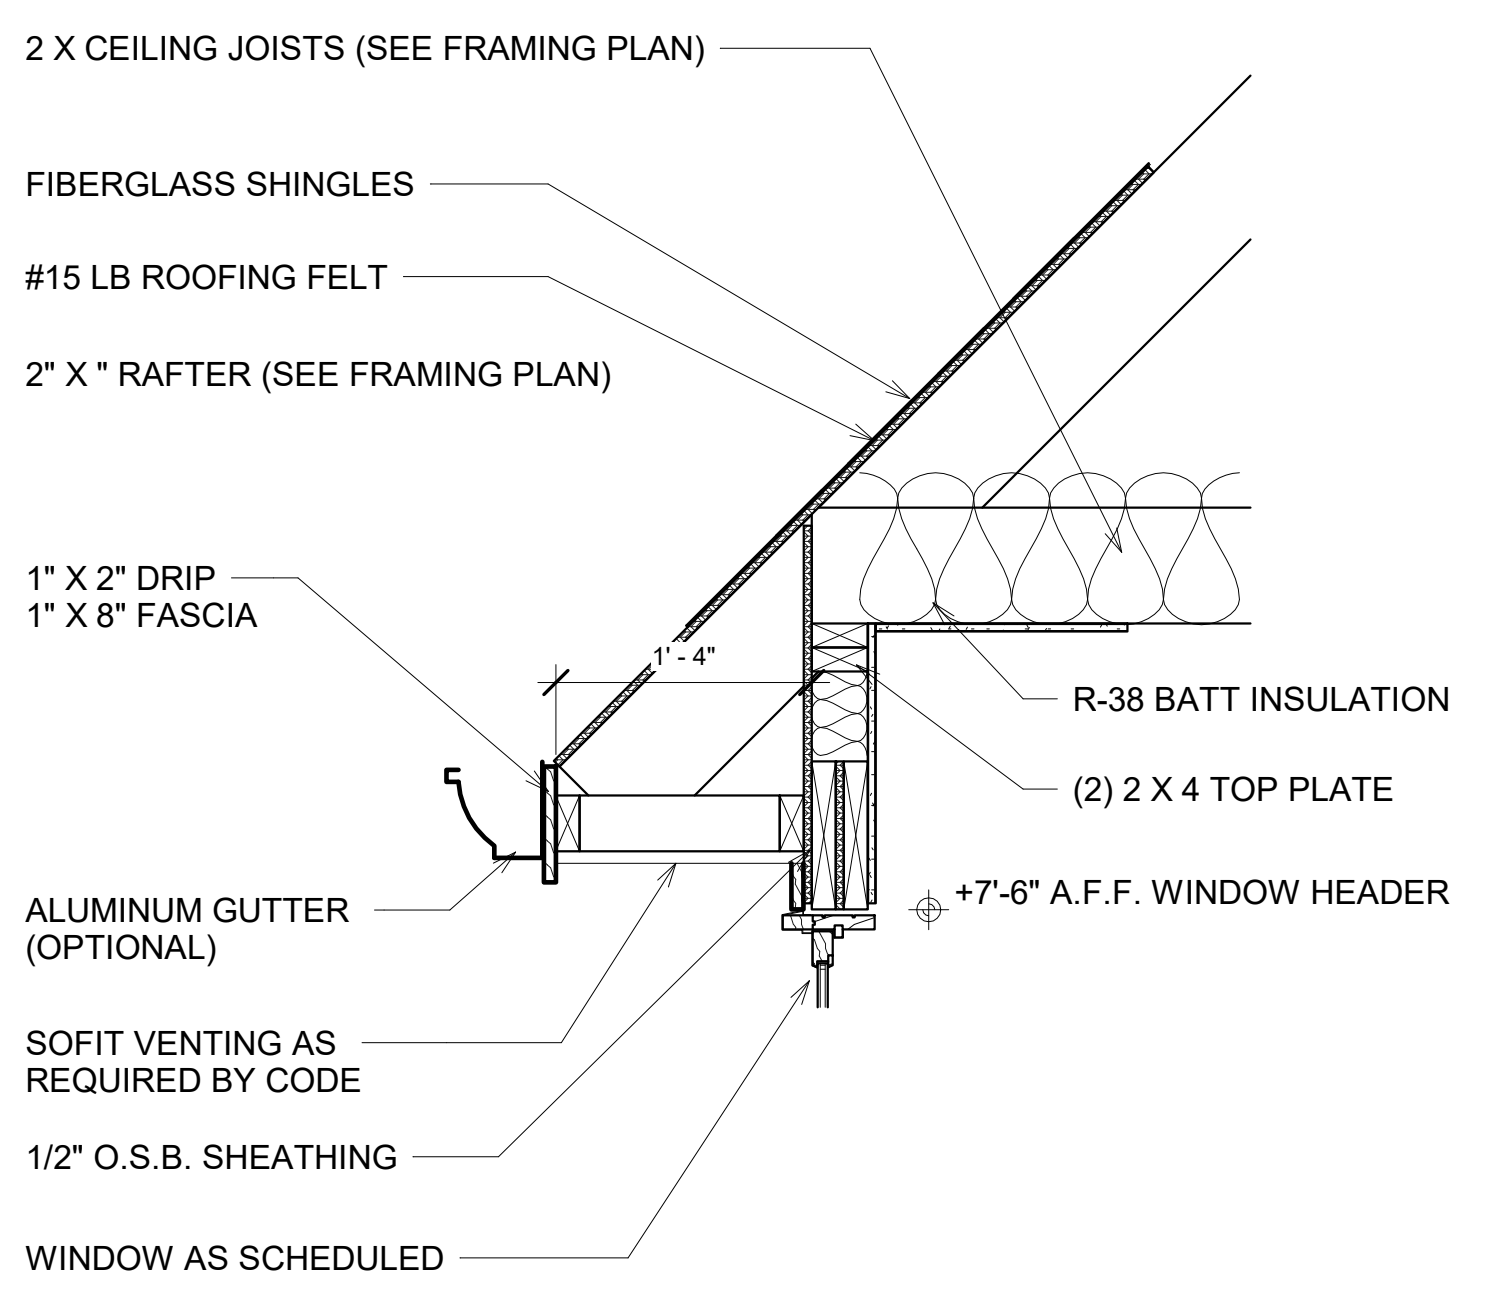 2 X CEILING JOISTS (SEE FRAMING PLAN)
FIBERGLASS SHINGLES
#15 LB ROOFING FELT
2" X " RAFTER (SEE FRAMING PLAN)
1" X 2" DRIP
1" X 8" FASCIA
1' - 4"
R-38 BATT INSULATION
(2) 2 X 4 TOP PLATE
+7'-6" A.F.F. WINDOW HEADER
ALUMINUM GUTTER
(OPTIONAL)
SOFIT VENTING AS
REQUIRED BY CODE
1/2" O.S.B. SHEATHING
WINDOW AS SCHEDULED